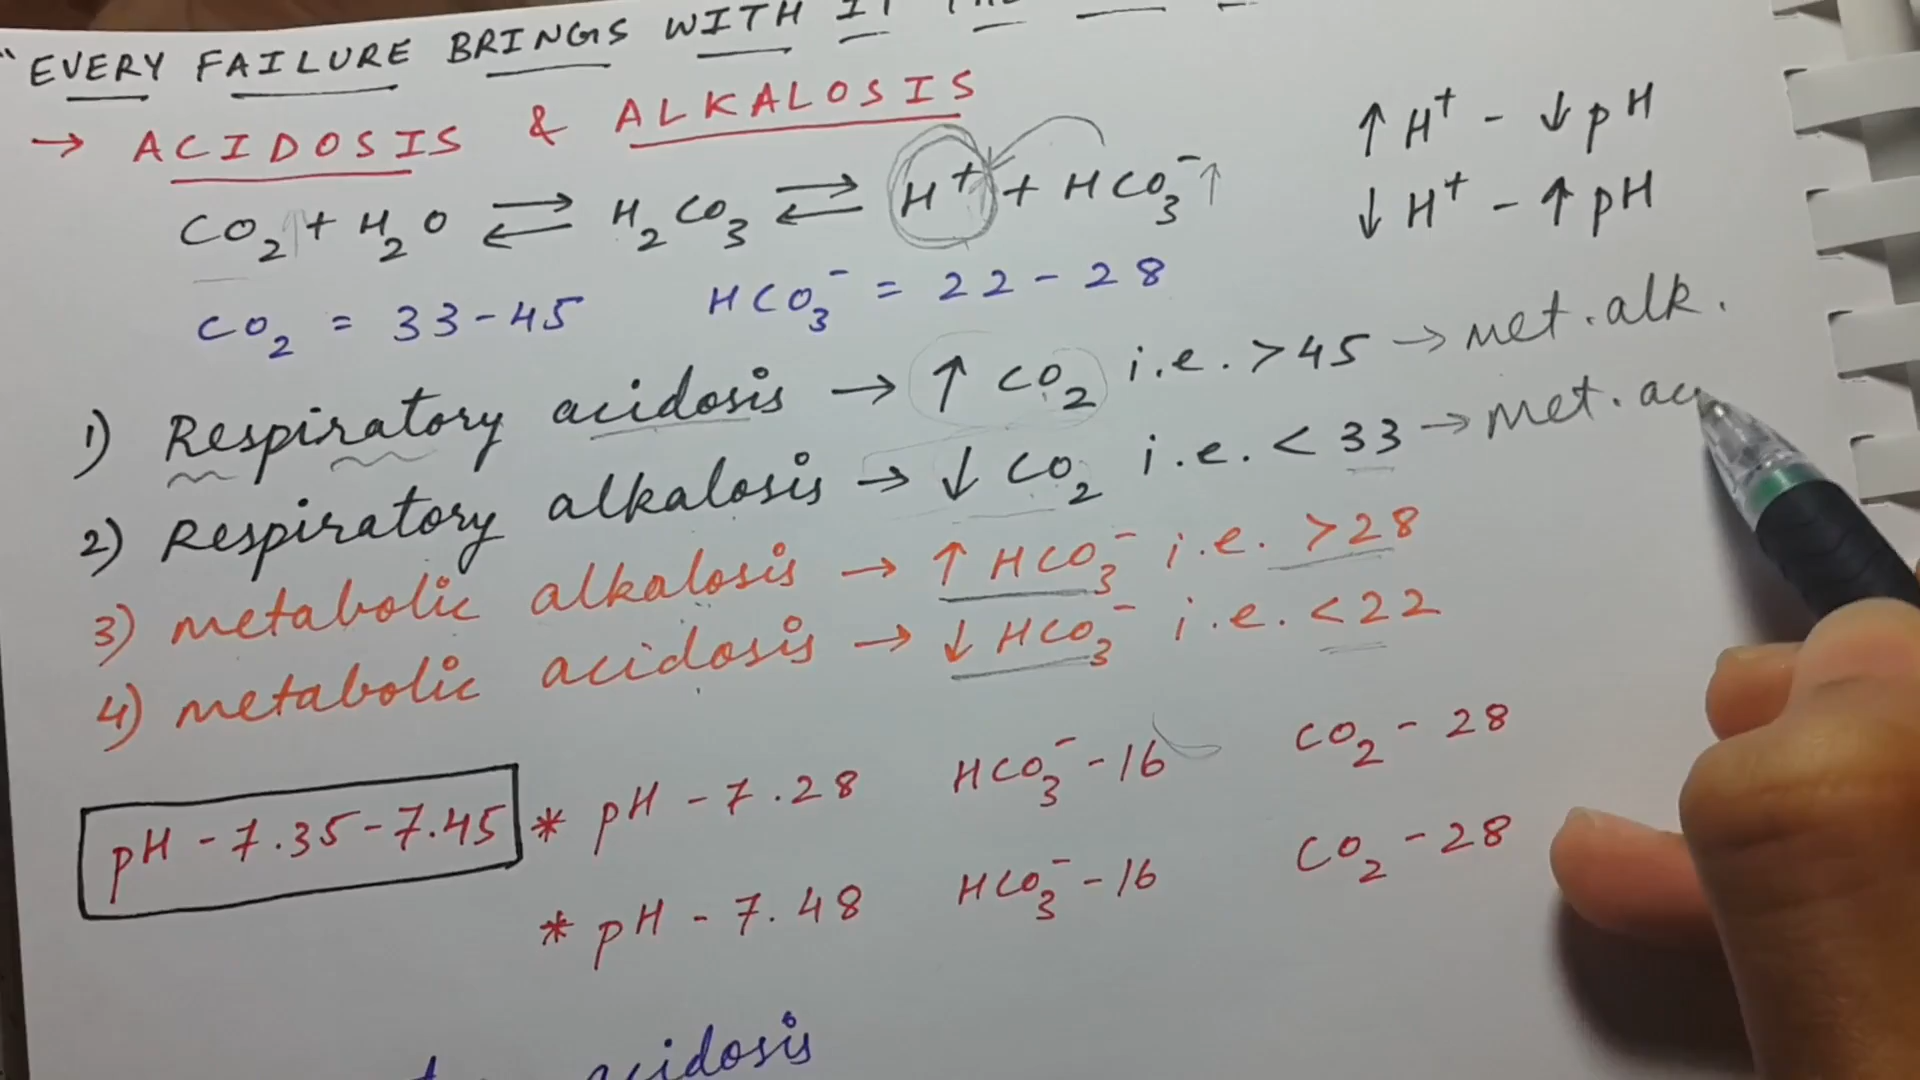 "EVERY FAILURE BRINGS WITH IT
→ ACIDOSIS & ALKALOSIS
CO₂↑ + H₂O ⇌ H₂CO₃ ⇌ H⁺↑ + HCO₃⁻↑
↑ H⁺ - ↓ pH
↓ H⁺ - ↑ pH
CO₂ = 33-45 HCO₃⁻ = 22-28
1) Respiratory acidosis → ↑ CO₂ i.e. >45 → met. alk.
2) Respiratory alkalosis → ↓ CO₂ i.e. < 33 → met. ac
3) metabolic alkalosis → ↑ HCO₃⁻ i.e. >28
4) metabolic acidosis → ↓ HCO₃⁻ i.e. <22
pH - 7.35-7.45
* pH - 7.28 HCO₃⁻ - 16 CO₂ - 28
* pH - 7.48 HCO₃⁻ - 16 CO₂ - 28
acidosis